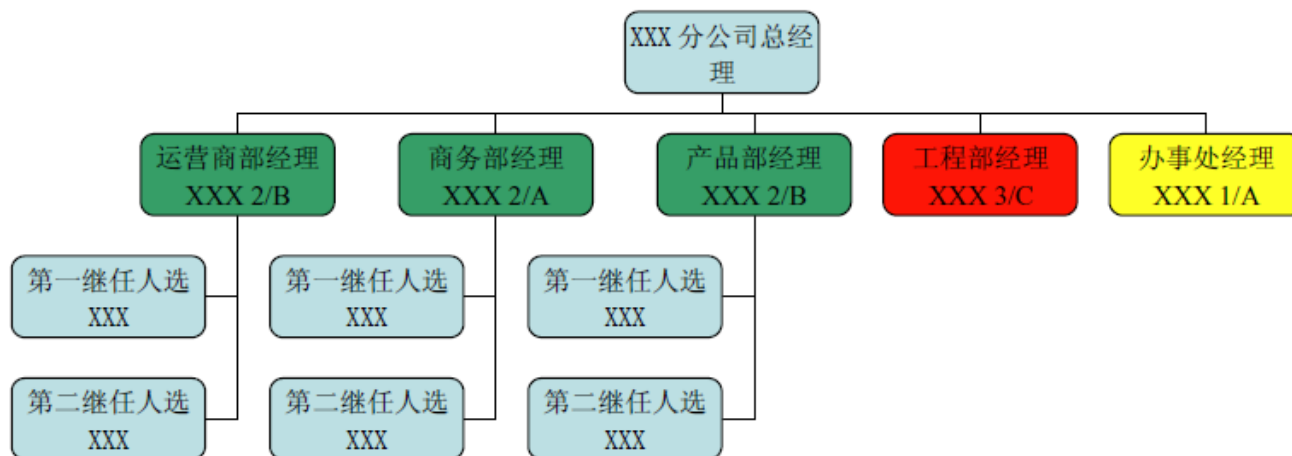 XXX 分公司总经
理
运营商部经理
XXX 2/B
商务部经理
XXX 2/A
产品部经理
XXX 2/B
工程部经理
XXX 3/C
办事处经理
XXX 1/A
第一继任人选
XXX
第一继任人选
XXX
第一继任人选
XXX
第二继任人选
XXX
第二继任人选
XXX
第二继任人选
XXX